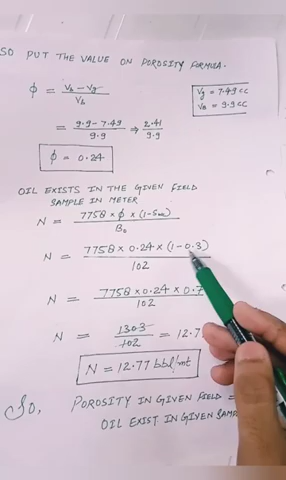 SO PUT THE VALUE ON POROSITY FORMULA.
ϕ = (Vb - Vg) / Vb
Vg = 7.49 cc
VB = 9.9 cc
= (9.9 - 7.49) / 9.9 ⇒ 2.41 / 9.9
ϕ = 0.24
OIL EXISTS IN THE GIVEN FIELD
SAMPLE IN METER
N = (7758 × ϕ × (1-Sw)) / Bo
N = (7758 × 0.24 × (1-0.3)) / 102
N = (7758 × 0.24 × 0.7) / 102
N = 1303 / 102 = 12.7
N = 12.77 bbl/mt
So, POROSITY IN GIVEN FIELD =
OIL EXIST IN GIVEN SAMP